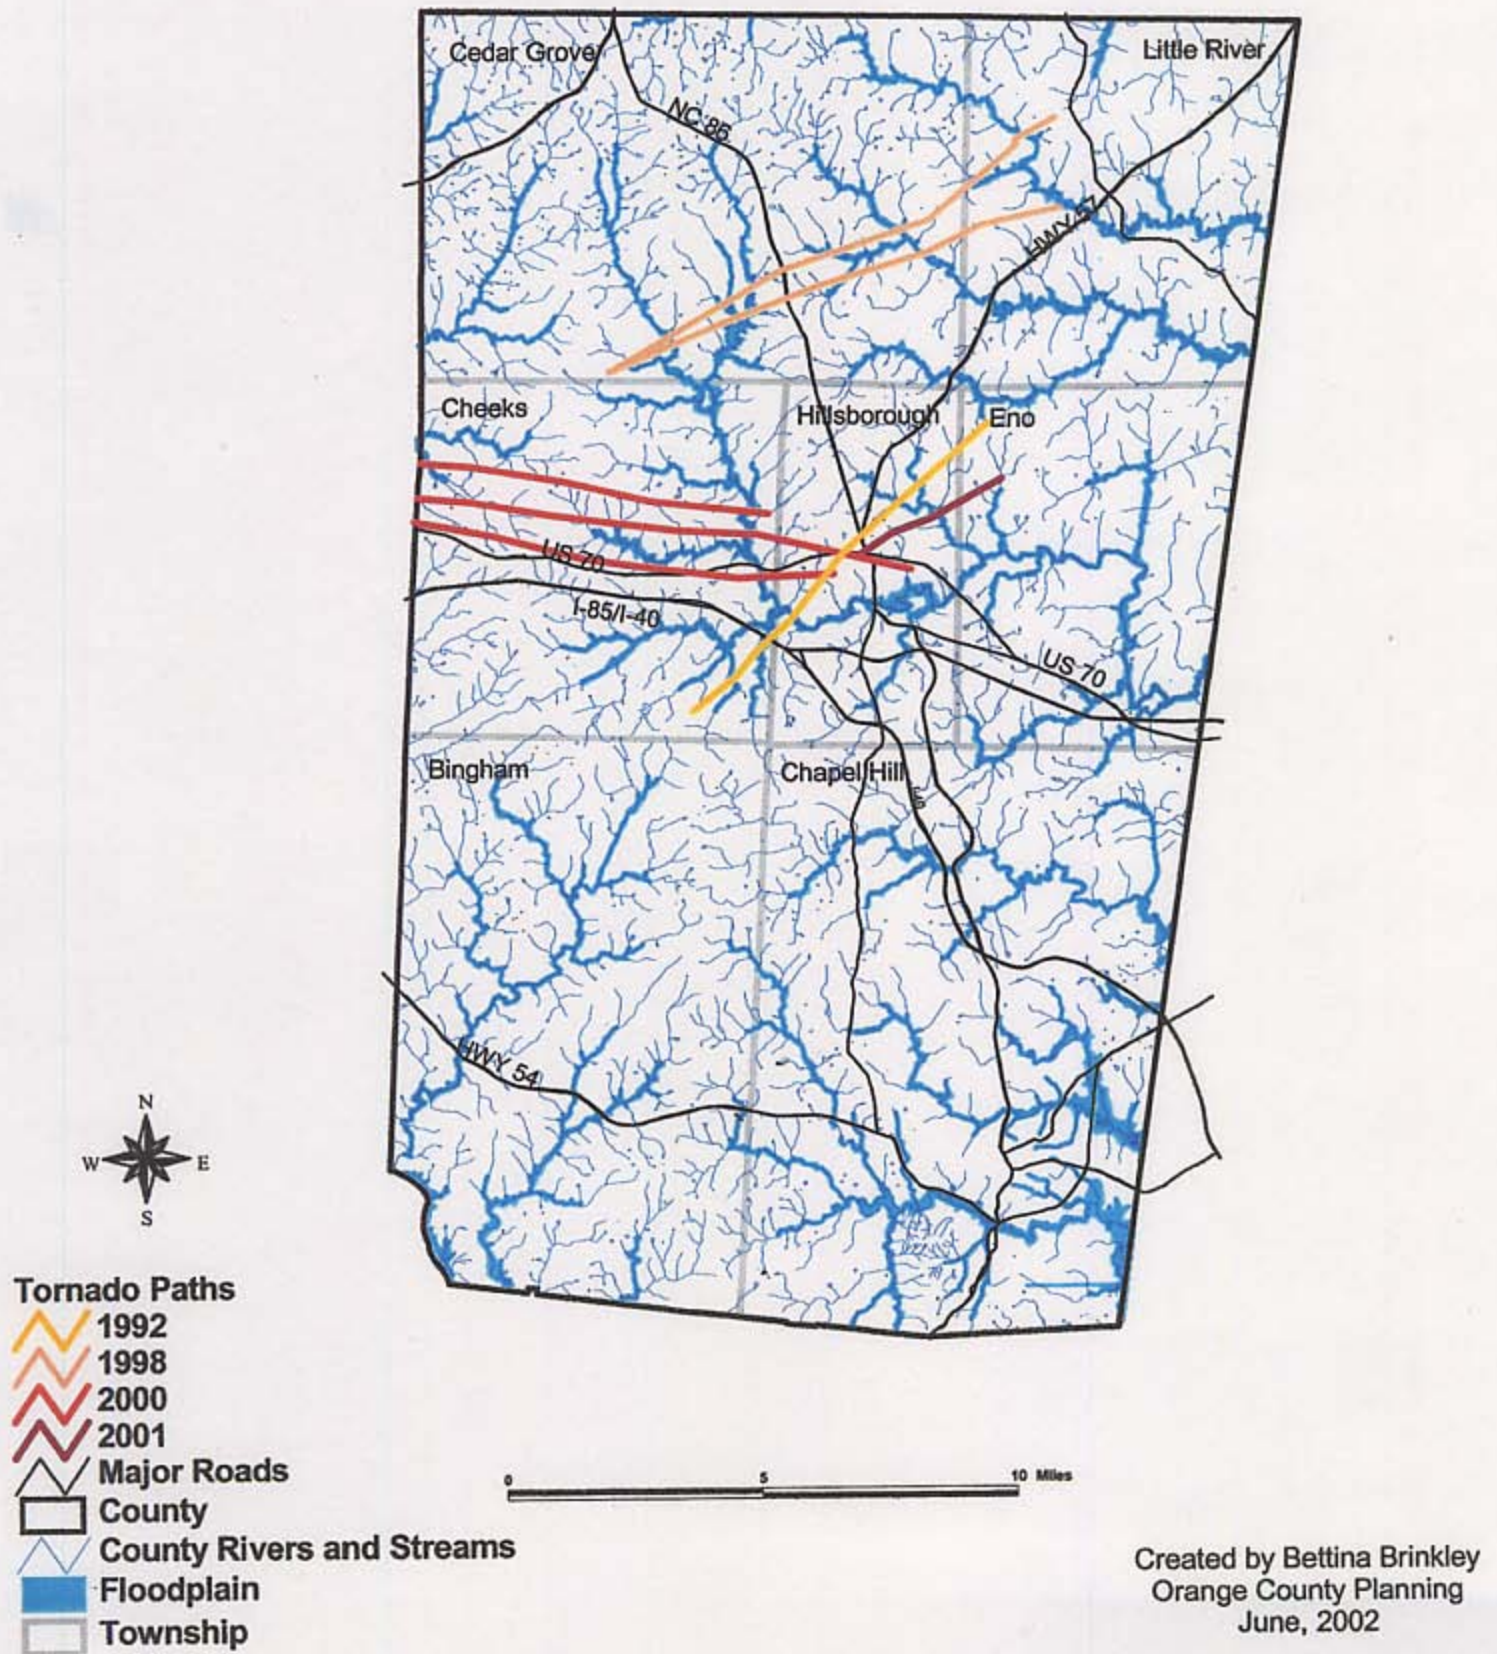 Cedar Grove
Little River
NC 86
HWY 57
Cheeks
Hillsborough
Eno
US 70
I-85/I-40
US 70
Bingham
Chapel Hill
HWY 54
N
W
E
S
Tornado Paths
1992
1998
2000
2001
Major Roads
County
County Rivers and Streams
Floodplain
Township
0
5
10 Miles
Created by Bettina Brinkley
Orange County Planning
June, 2002